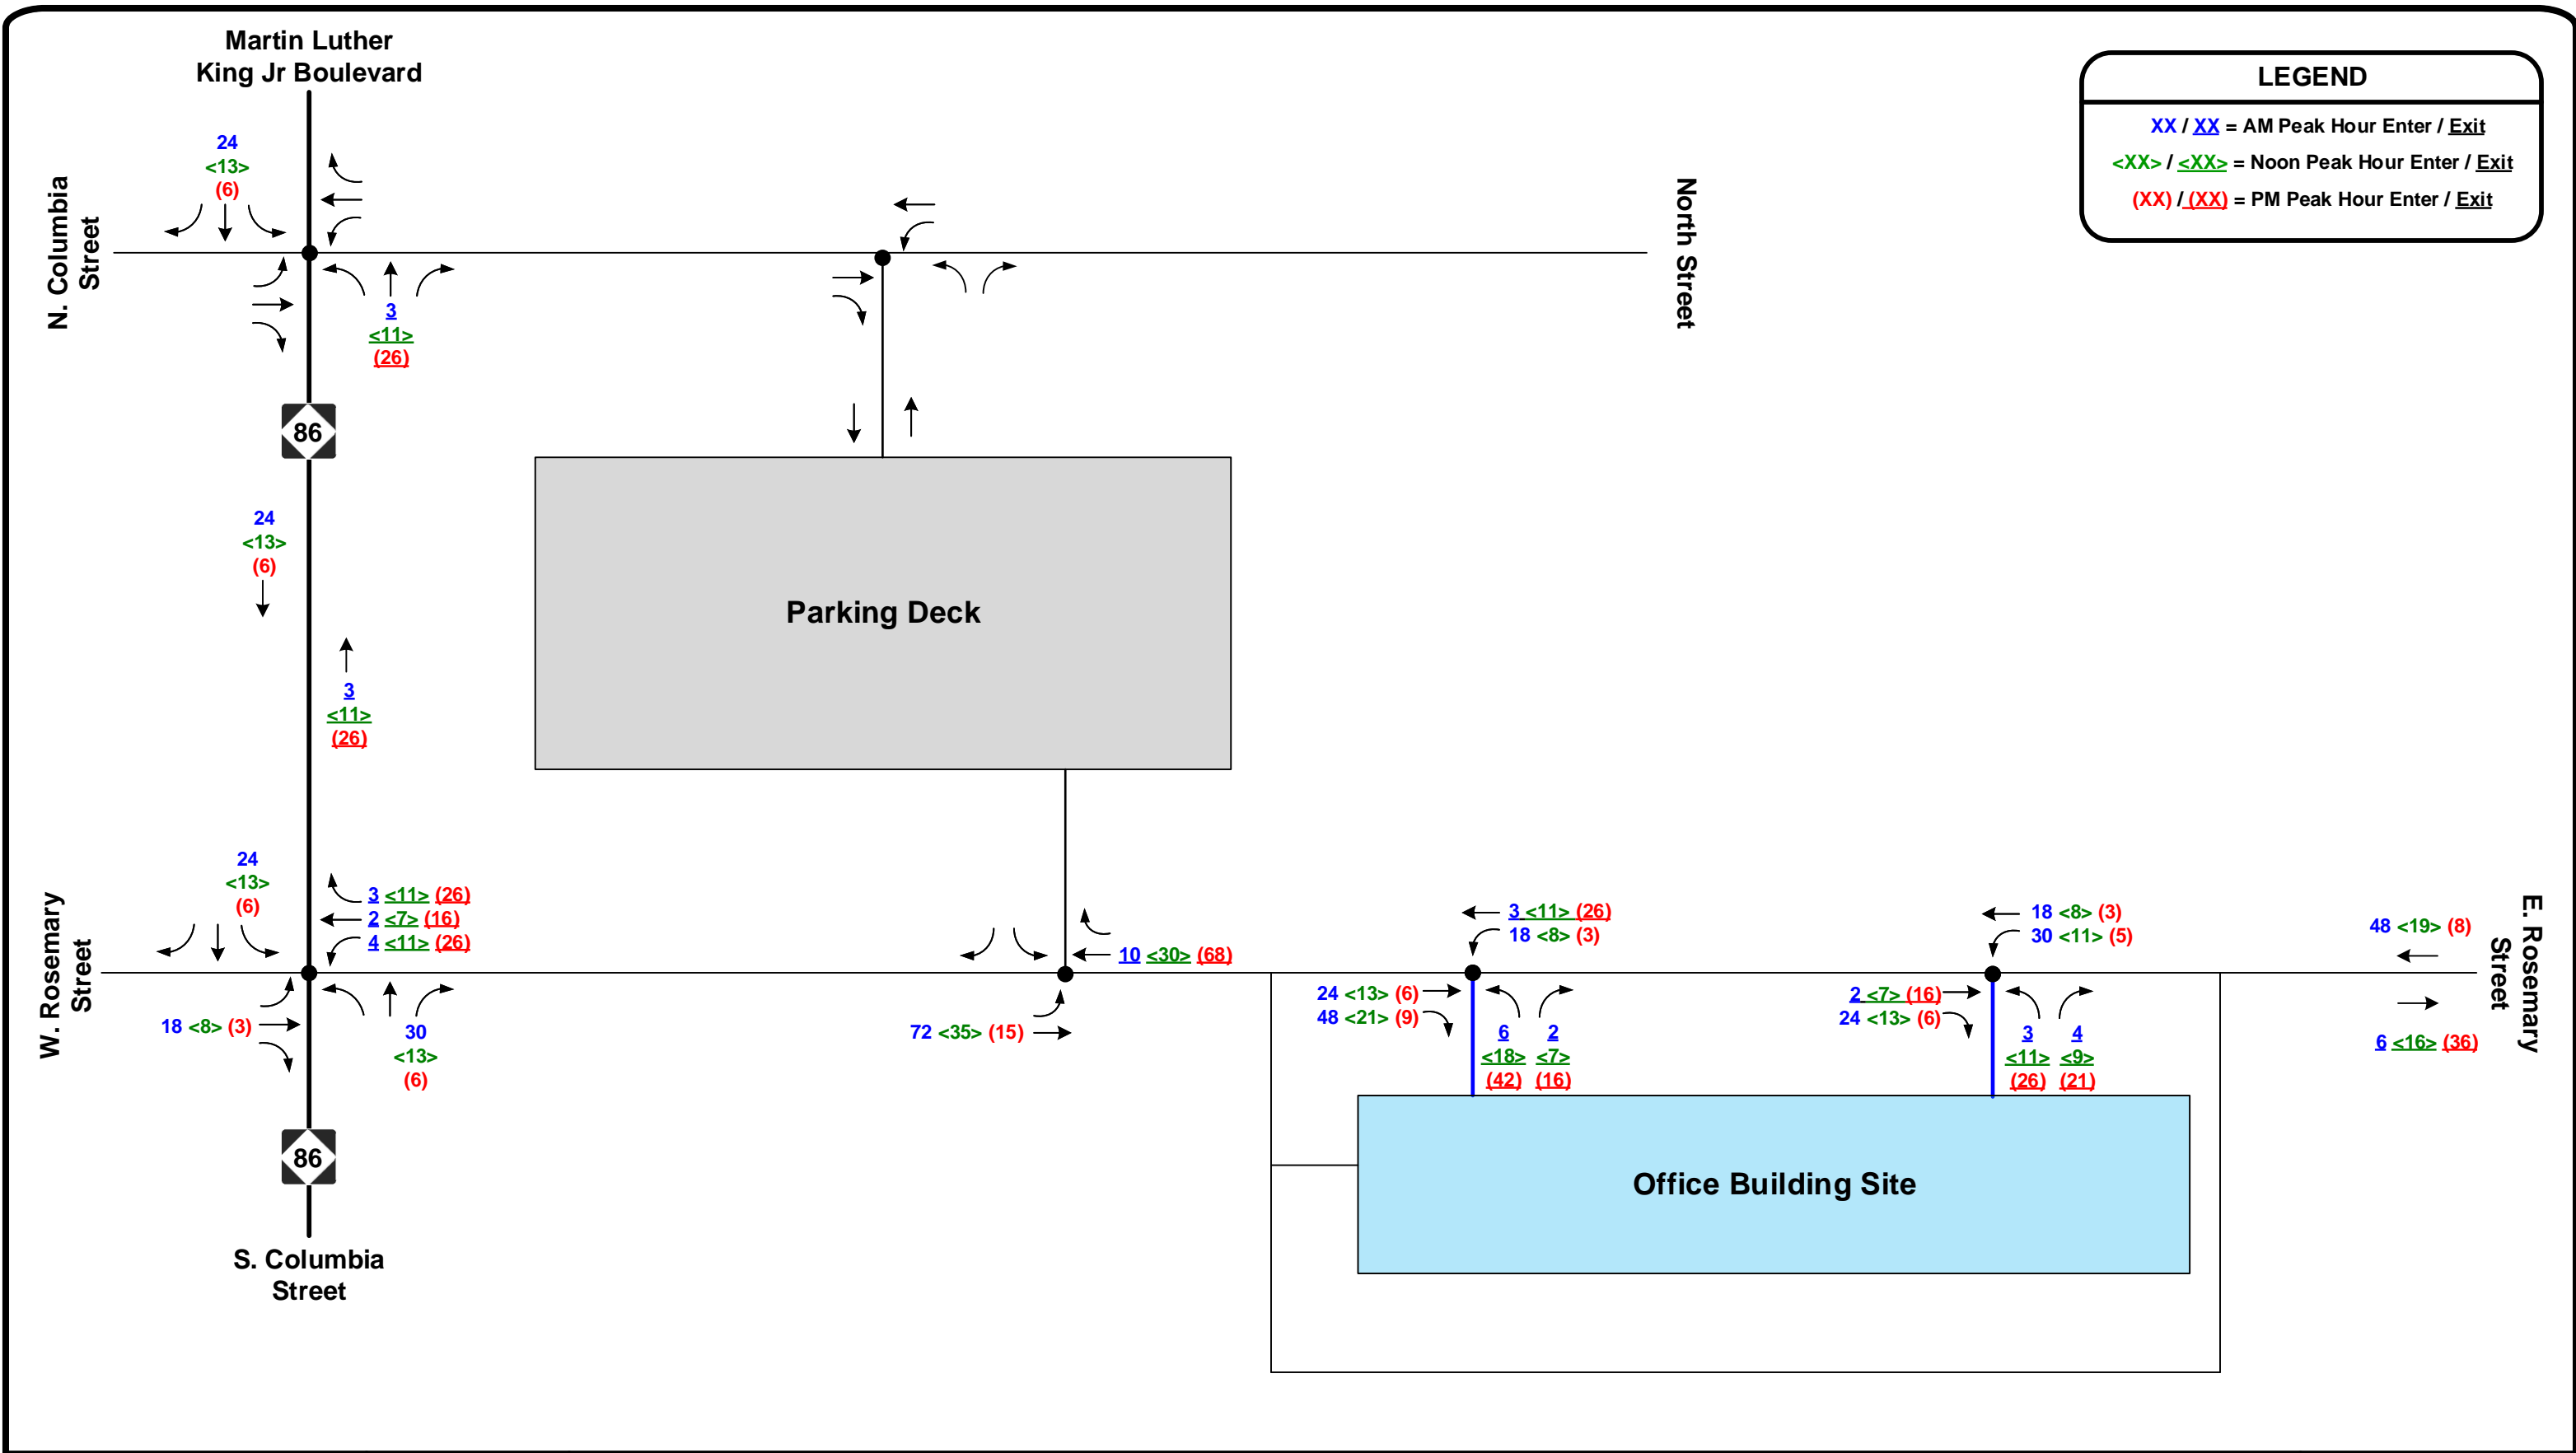 Martin Luther
King Jr Boulevard
LEGEND
XX / XX = AM Peak Hour Enter / Exit
<XX> / <XX> = Noon Peak Hour Enter / Exit
(XX) / (XX) = PM Peak Hour Enter / Exit
24
<13>
(6)
N. Columbia
Street
North Street
3
<11>
(26)
86
24
<13>
(6)
Parking Deck
3
<11>
(26)
24
<13>
(6)
3 <11> (26)
2 <7> (16)
4 <11> (26)
W. Rosemary
Street
18 <8> (3)
30
<13>
(6)
10 <30> (68)
72 <35> (15)
3 <11> (26)
18 <8> (3)
24 <13> (6)
48 <21> (9)
6 2
<18> <7>
(42) (16)
18 <8> (3)
30 <11> (5)
2 <7> (16)
24 <13> (6)
3 4
<11> <9>
(26) (21)
48 <19> (8)
E. Rosemary
Street
6 <16> (36)
86
Office Building Site
S. Columbia
Street